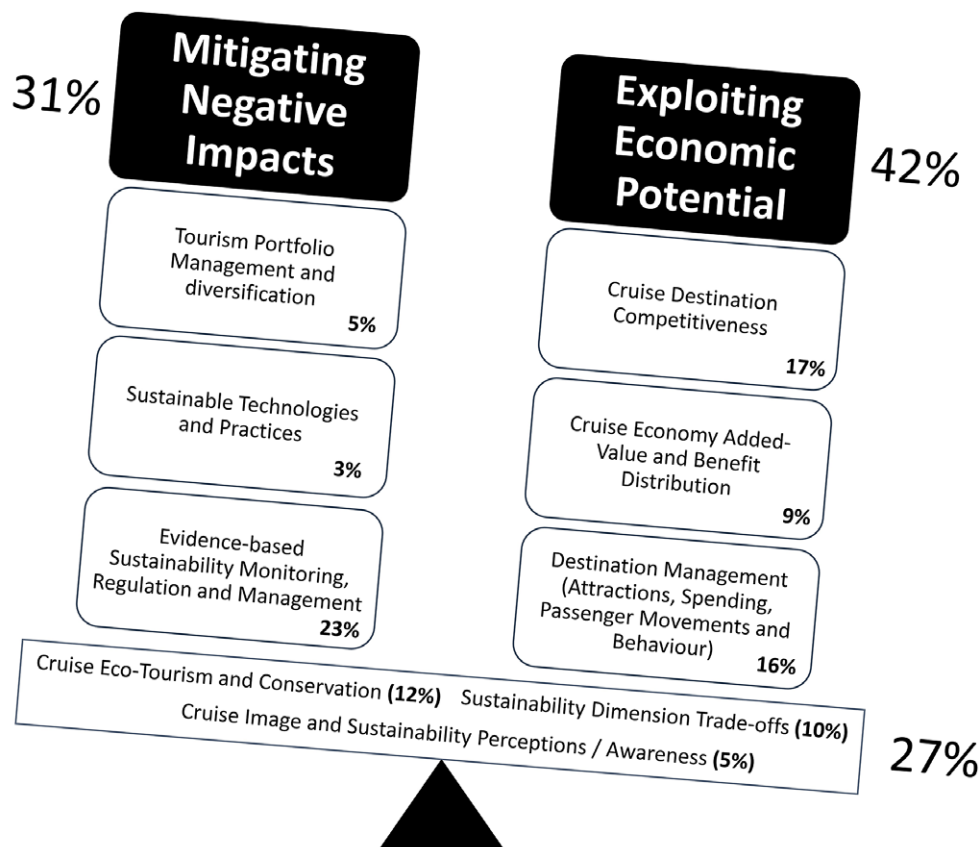 31%
Mitigating
Negative
Impacts
Tourism Portfolio
Management and
diversification
5%
Sustainable Technologies
and Practices
3%
Evidence-based
Sustainability Monitoring,
Regulation and Management
23%
Exploiting
Economic
Potential
42%
Cruise Destination
Competitiveness
17%
Cruise Economy Added-
Value and Benefit
Distribution
9%
Destination Management
(Attractions, Spending,
Passenger Movements and
Behaviour)
16%
Cruise Eco-Tourism and Conservation (12%) Sustainability Dimension Trade-offs (10%)
Cruise Image and Sustainability Perceptions / Awareness (5%)
27%